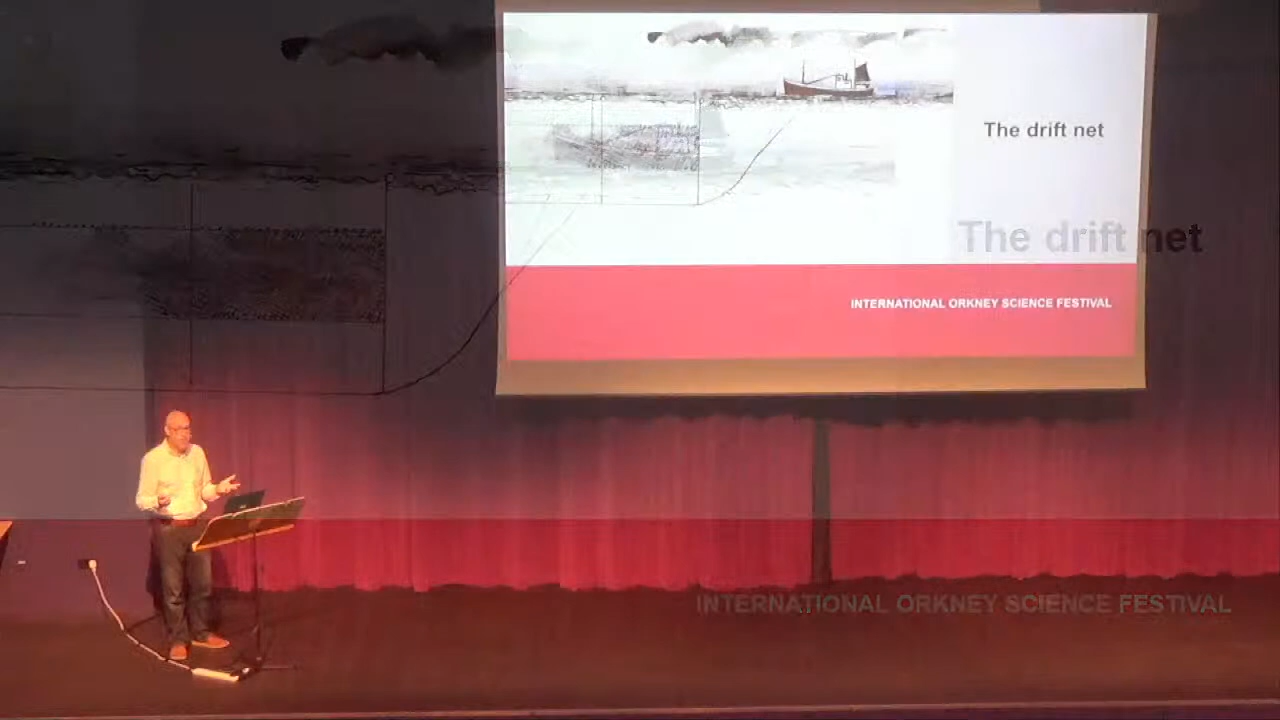 The drift net
The drift net
INTERNATIONAL ORKNEY SCIENCE FESTIVAL
INTERNATIONAL ORKNEY SCIENCE FESTIVAL